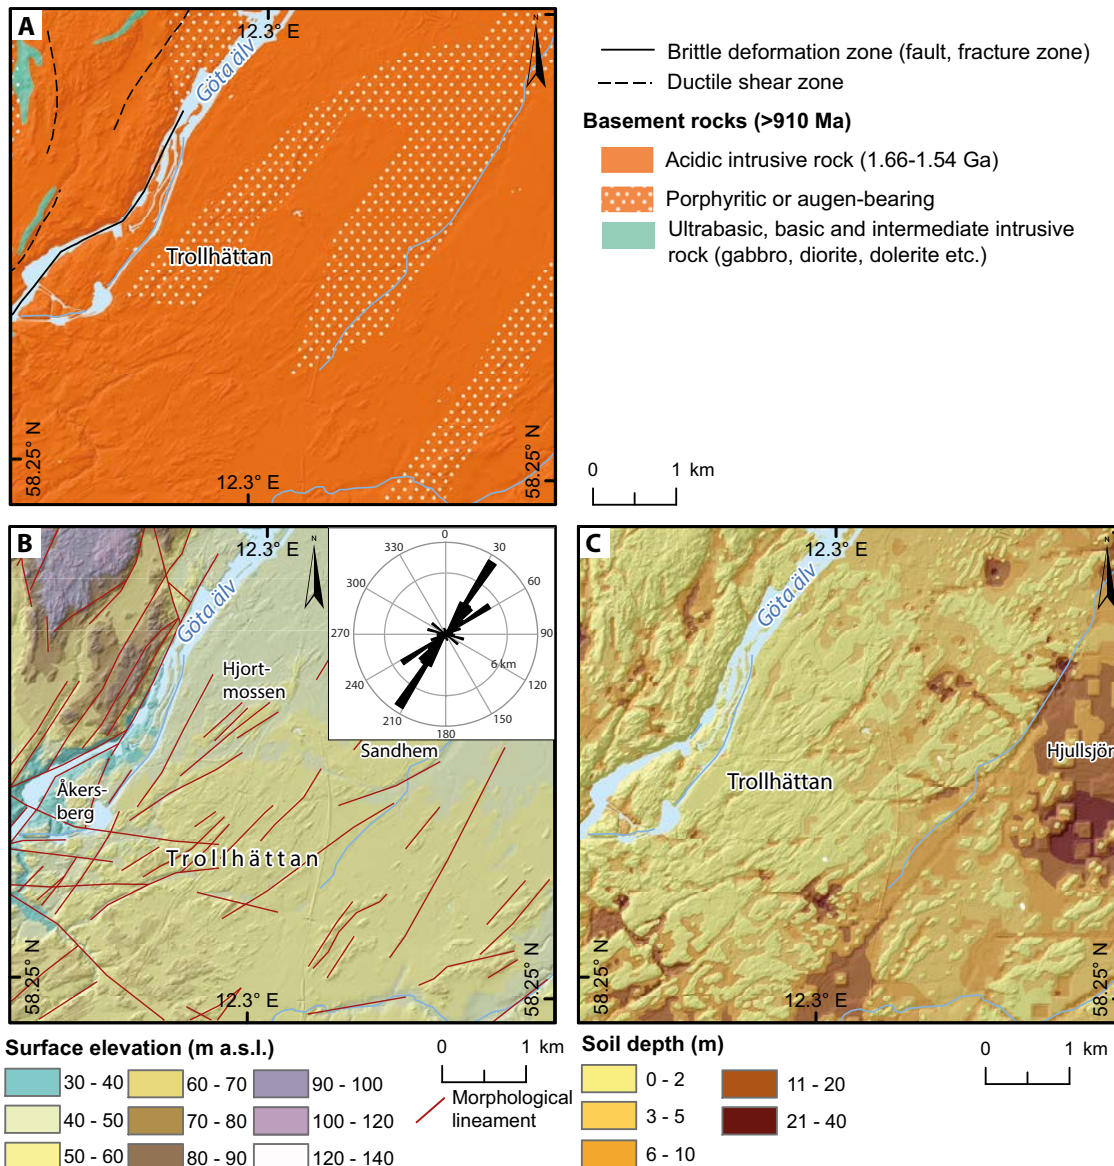 A
12.3° E
N
Göta älv
Trollhättan
58.25° N
58.25° N
12.3° E
Brittle deformation zone (fault, fracture zone)
Ductile shear zone
Basement rocks (>910 Ma)
Acidic intrusive rock (1.66-1.54 Ga)
Porphyritic or augen-bearing
Ultrabasic, basic and intermediate intrusive
rock (gabbro, diorite, dolerite etc.)
0 1 km
B
12.3° E
N
Göta älv
Hjort-
mossen
Sandhem
Åkers-
berg
Trollhättan
58.25° N
58.25° N
12.3° E
0
30
60
90
120
150
180
210
240
270
300
330
6 km
C
12.3° E
N
Göta älv
Trollhättan
Hjullsjör
58.25° N
58.25° N
12.3° E
Surface elevation (m a.s.l.)
30 - 40
40 - 50
50 - 60
60 - 70
70 - 80
80 - 90
90 - 100
100 - 120
120 - 140
0 1 km
Morphological
lineament
Soil depth (m)
0 - 2
3 - 5
6 - 10
11 - 20
21 - 40
0 1 km